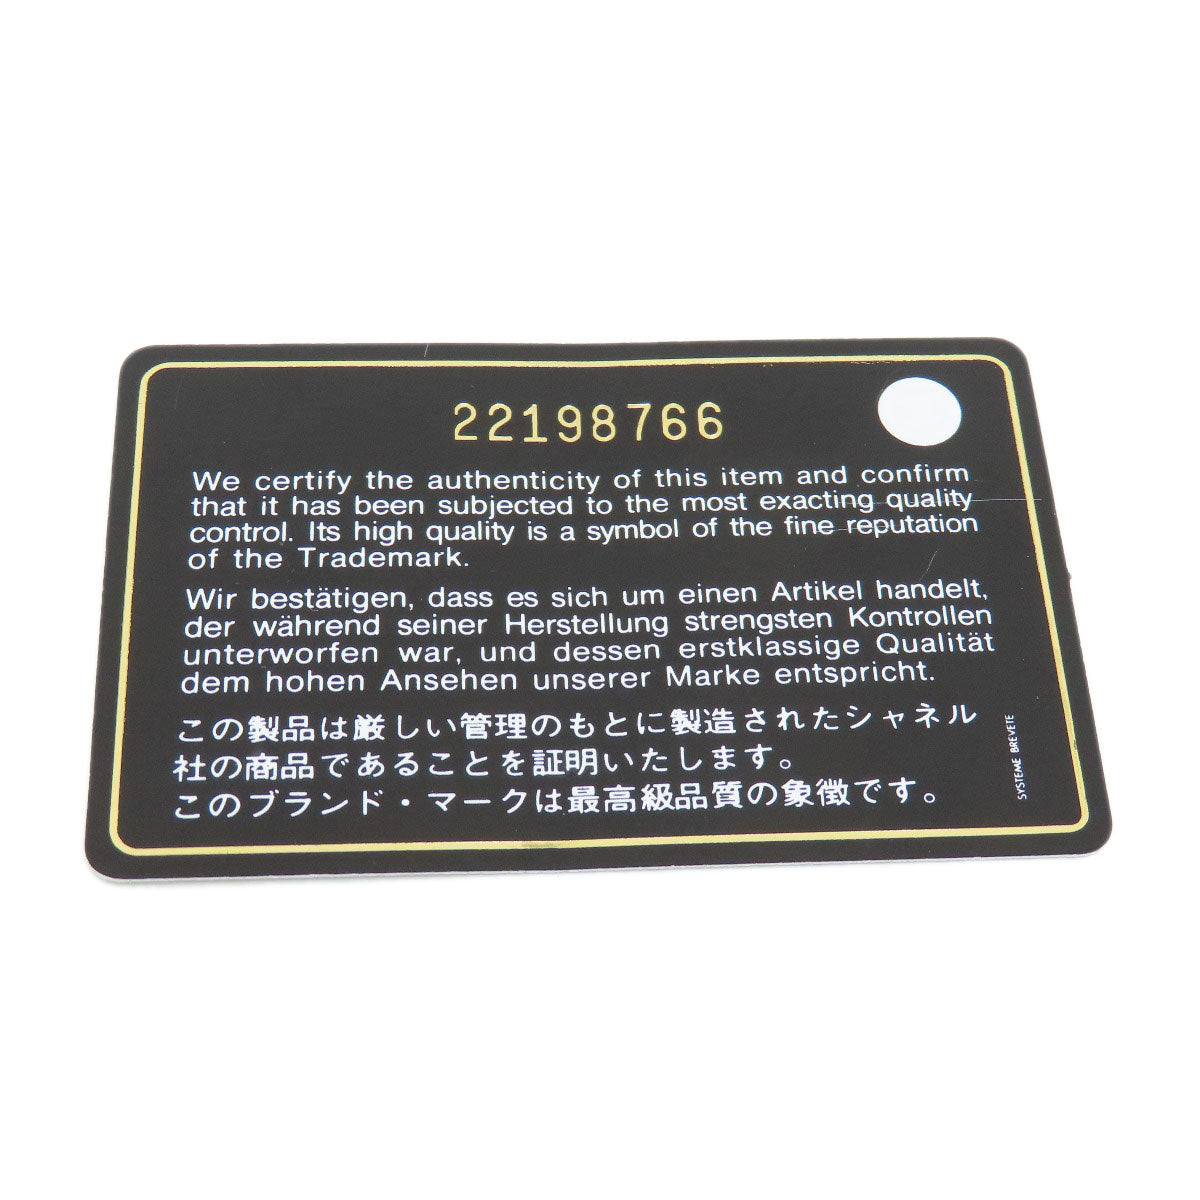 22198766
We certify the authenticity of this item and confirm
that it has been subjected to the most exacting quality
control. Its high quality is a symbol of the fine reputation
of the Trademark.
Wir bestätigen, dass es sich um einen Artikel handelt,
der während seiner Herstellung strengsten Kontrollen
unterworfen war, und dessen erstklassige Qualität
dem hohen Ansehen unserer Marke entspricht.
この製品は厳しい管理のもとに製造されたシャネル
社の商品であることを証明いたします。
このブランド・マークは最高級品質の象徴です。
SYSTEME BREVETE